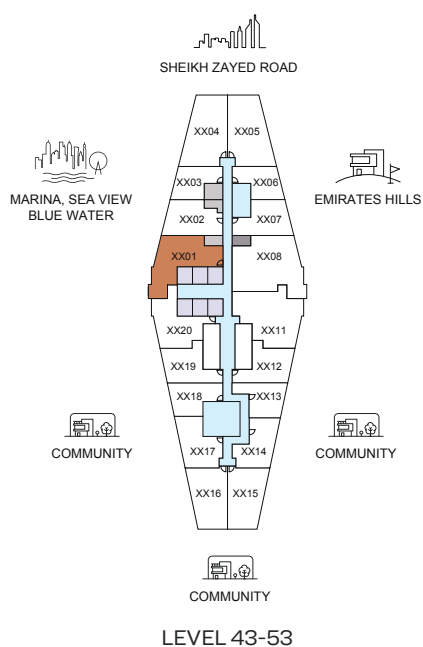 SHEIKH ZAYED ROAD
XX04
XX05
XX03
XX06
MARINA, SEA VIEW
BLUE WATER
EMIRATES HILLS
XX02
XX07
XX01
XX08
XX20
XX11
XX19
XX12
XX18
XX13
COMMUNITY
COMMUNITY
XX17
XX14
XX16
XX15
COMMUNITY
LEVEL 43-53